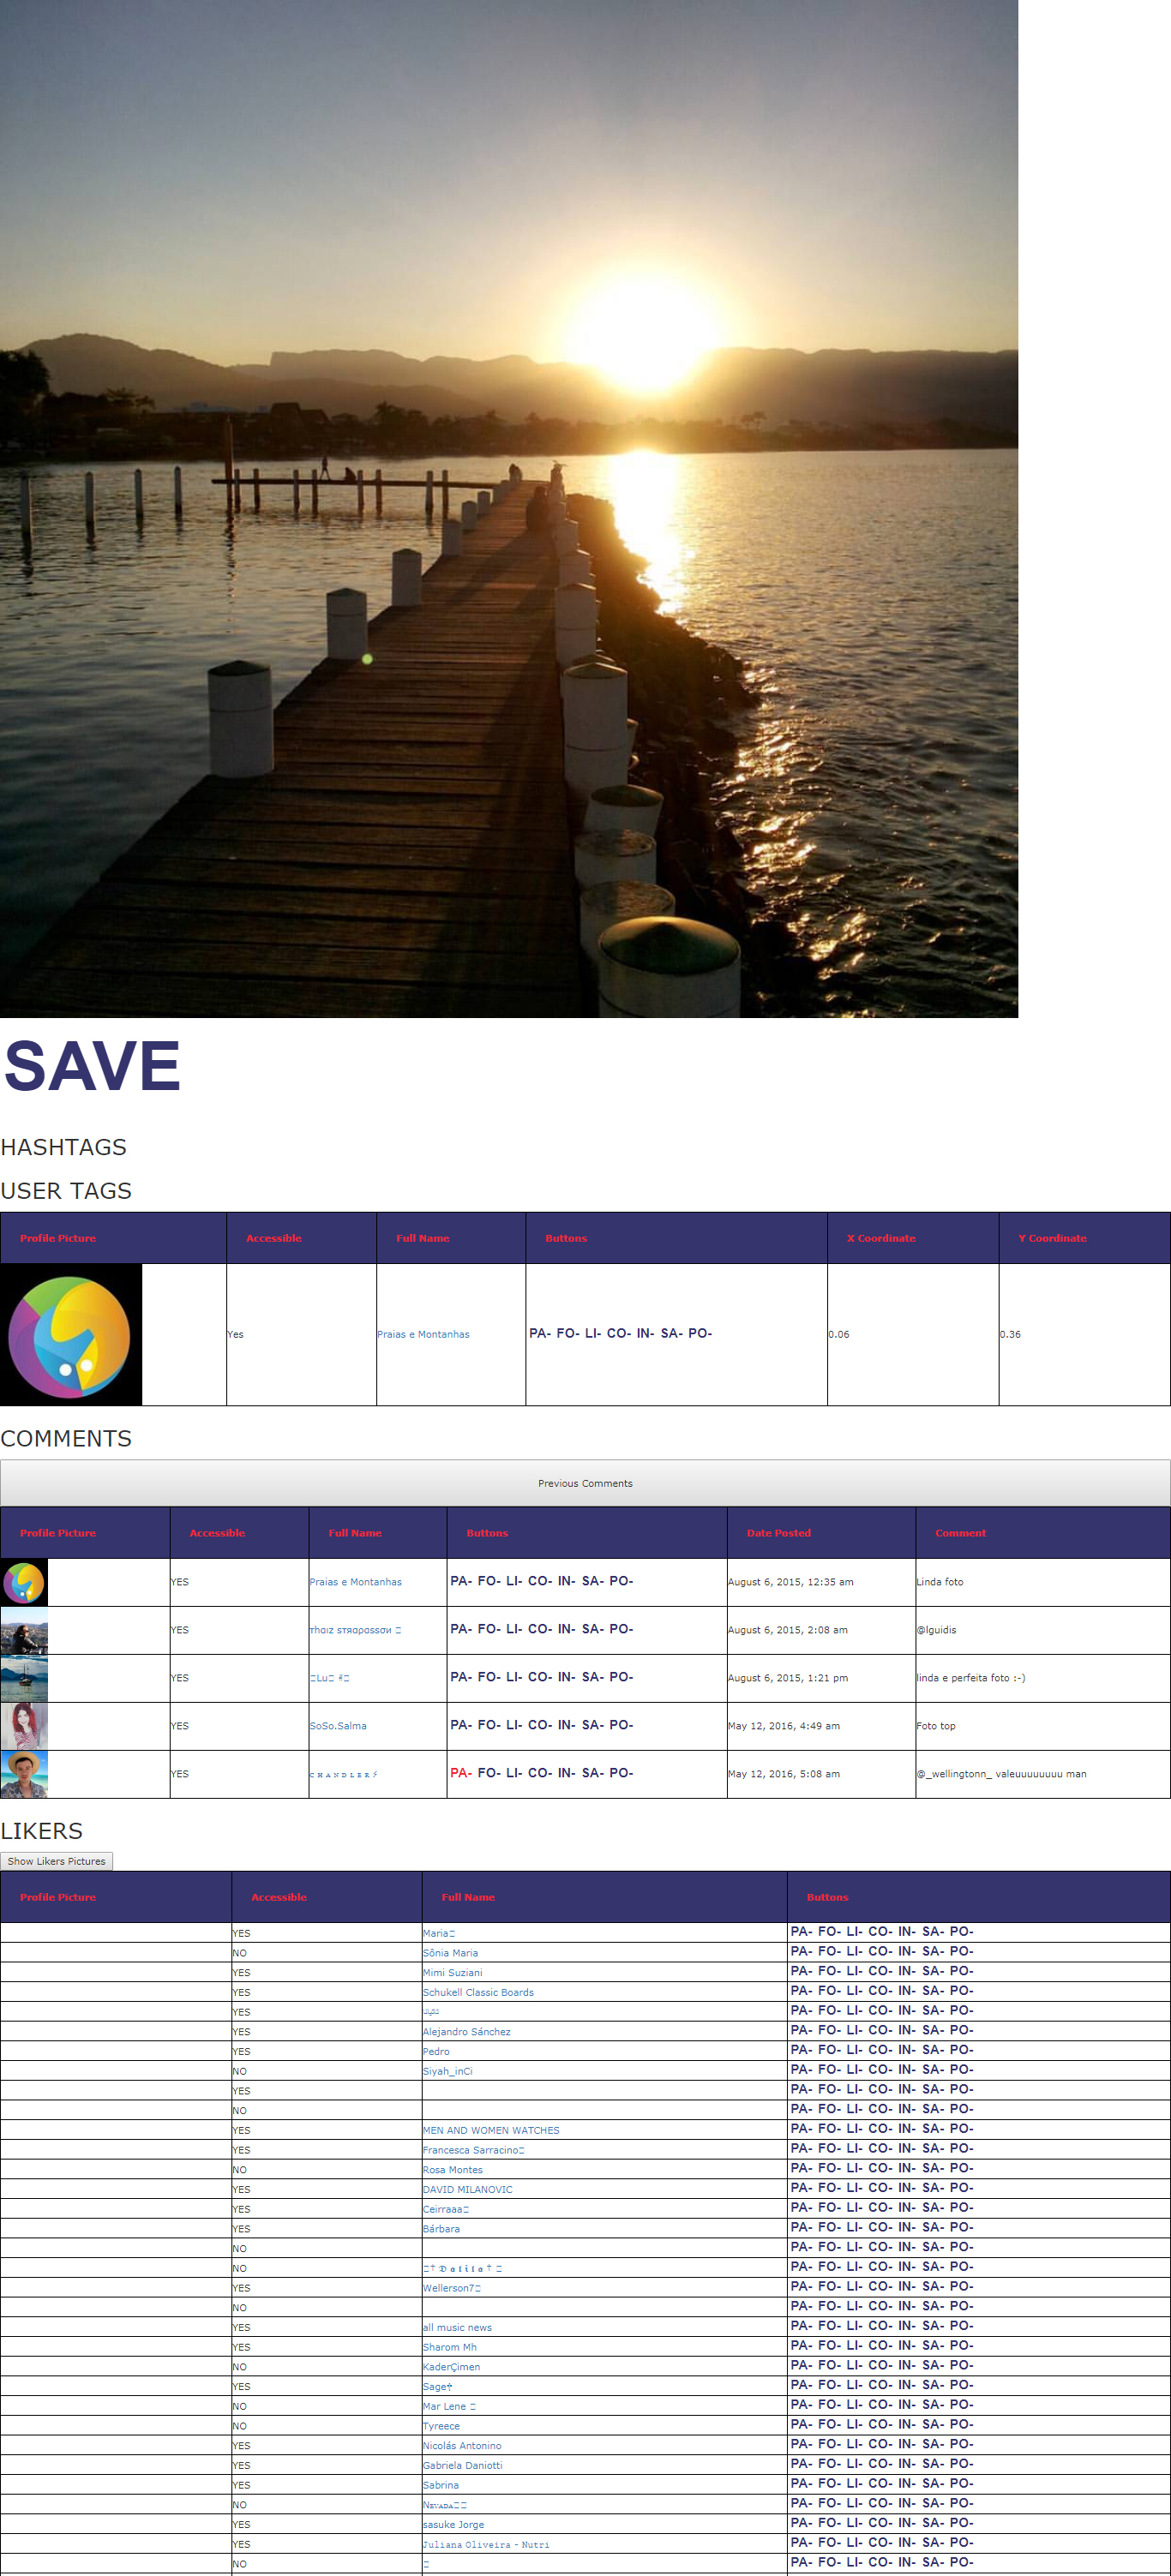 SAVE
HASHTAGS
USER TAGS
Profile Picture Accessible Full Name Buttons X Coordinate Y Coordinate
Yes Praias e Montanhas PA- FO- LI- CO- IN- SA- PO- 0.06 0.36
COMMENTS
Previous Comments
Profile Picture Accessible Full Name Buttons Date Posted Comment
YES Praias e Montanhas PA- FO- LI- CO- IN- SA- PO- August 6, 2015, 12:35 am Linda foto
YES PA- FO- LI- CO- IN- SA- PO- August 6, 2015, 2:08 am @lguidis
YES Lu PA- FO- LI- CO- IN- SA- PO- August 6, 2015, 1:21 pm linda e perfeita foto :-)
YES SoSo.Salma PA- FO- LI- CO- IN- SA- PO- May 12, 2016, 4:49 am Foto top
YES C H A N D L E R ⚡ PA- FO- LI- CO- IN- SA- PO- May 12, 2016, 5:08 am @_wellingtonn_ valeuuuuuuuu man
LIKERS
Show Likers Pictures
Profile Picture Accessible Full Name Buttons
YES Maria PA- FO- LI- CO- IN- SA- PO-
NO Sônia Maria PA- FO- LI- CO- IN- SA- PO-
YES Mimi Suziani PA- FO- LI- CO- IN- SA- PO-
YES Schukell Classic Boards PA- FO- LI- CO- IN- SA- PO-
YES PA- FO- LI- CO- IN- SA- PO-
YES Alejandro Sánchez PA- FO- LI- CO- IN- SA- PO-
YES Pedro PA- FO- LI- CO- IN- SA- PO-
NO Siyah_inCi PA- FO- LI- CO- IN- SA- PO-
YES PA- FO- LI- CO- IN- SA- PO-
NO PA- FO- LI- CO- IN- SA- PO-
YES MEN AND WOMEN WATCHES PA- FO- LI- CO- IN- SA- PO-
YES Francesca Sarracino PA- FO- LI- CO- IN- SA- PO-
NO Rosa Montes PA- FO- LI- CO- IN- SA- PO-
YES DAVID MILANOVIC PA- FO- LI- CO- IN- SA- PO-
YES Ceirraaa PA- FO- LI- CO- IN- SA- PO-
YES Bárbara PA- FO- LI- CO- IN- SA- PO-
NO PA- FO- LI- CO- IN- SA- PO-
NO PA- FO- LI- CO- IN- SA- PO-
YES Wellerson7 PA- FO- LI- CO- IN- SA- PO-
NO PA- FO- LI- CO- IN- SA- PO-
YES all music news PA- FO- LI- CO- IN- SA- PO-
YES Sharom Mh PA- FO- LI- CO- IN- SA- PO-
NO KaderÇimen PA- FO- LI- CO- IN- SA- PO-
YES Sage PA- FO- LI- CO- IN- SA- PO-
NO Mar Lene PA- FO- LI- CO- IN- SA- PO-
NO Tyreece PA- FO- LI- CO- IN- SA- PO-
YES Nicolás Antonino PA- FO- LI- CO- IN- SA- PO-
YES Gabriela Daniotti PA- FO- LI- CO- IN- SA- PO-
YES Sabrina PA- FO- LI- CO- IN- SA- PO-
NO Nᴇᴠᴀᴅᴀ PA- FO- LI- CO- IN- SA- PO-
YES sasuke Jorge PA- FO- LI- CO- IN- SA- PO-
YES Juliana Oliveira - Nutri PA- FO- LI- CO- IN- SA- PO-
NO PA- FO- LI- CO- IN- SA- PO-